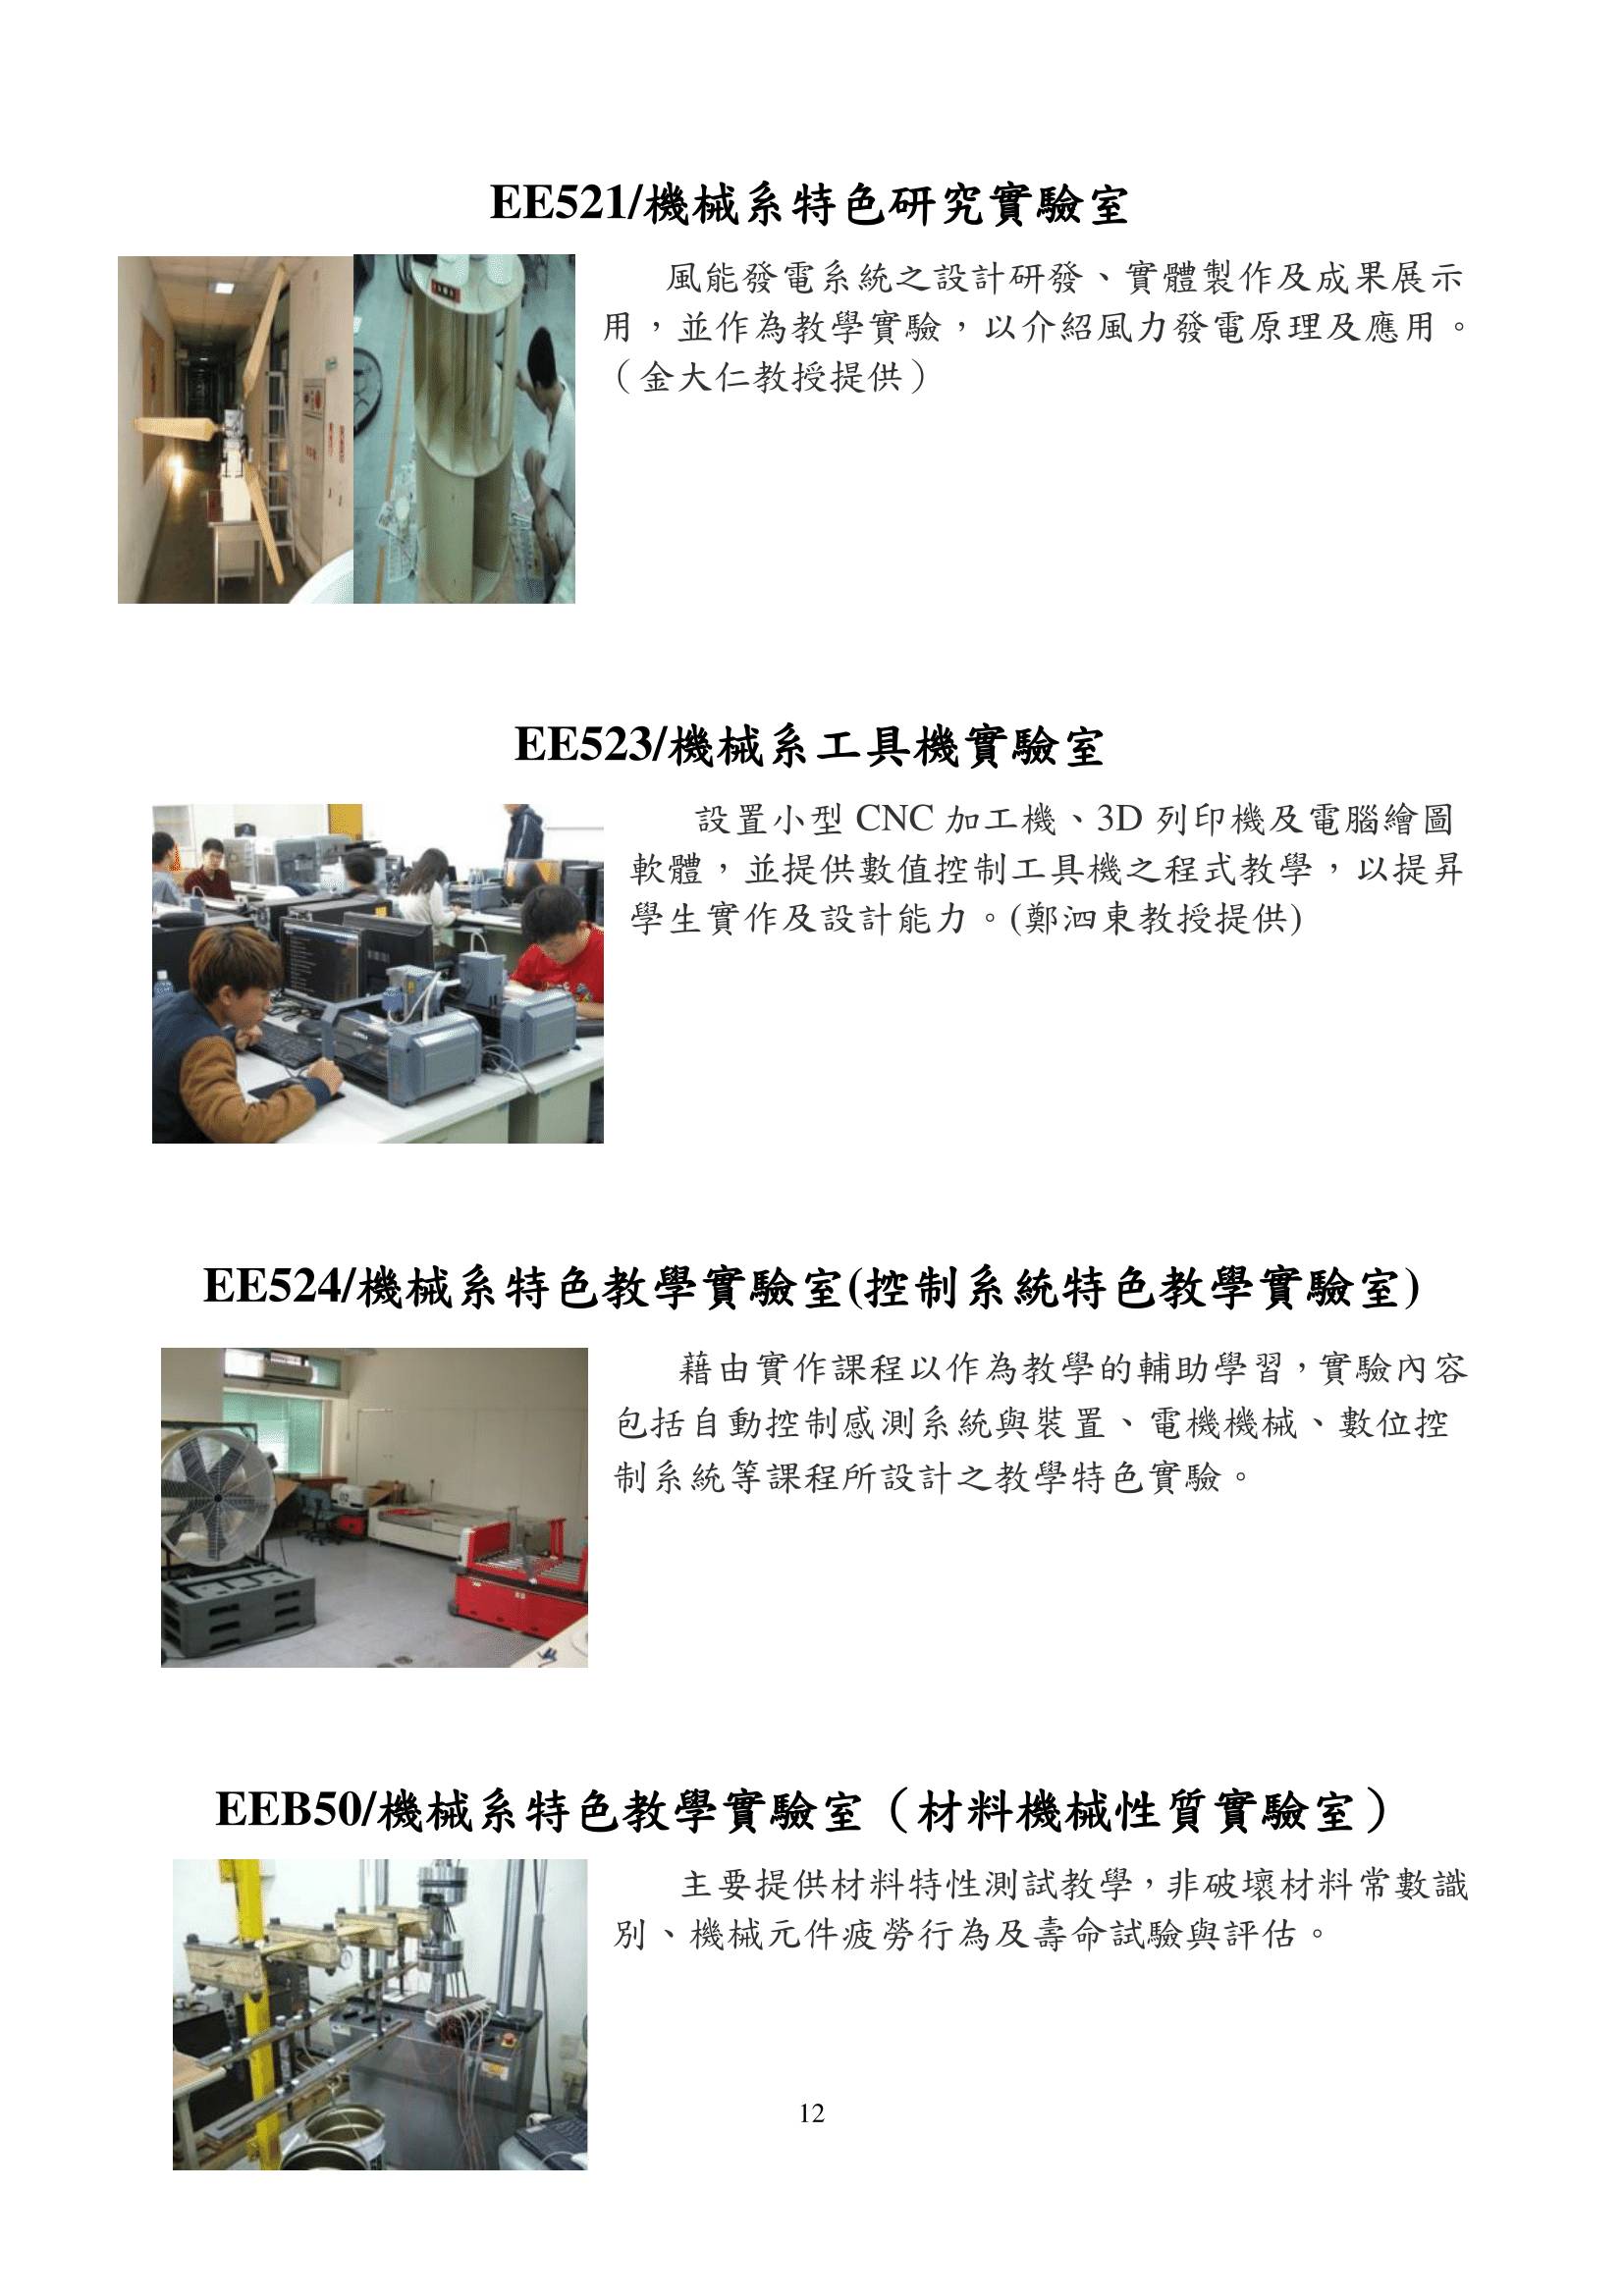 EE521/機械系特色研究實驗室
風能發電系統之設計研發、實體製作及成果展示
用，並作為教學實驗，以介紹風力發電原理及應用。
（金大仁教授提供）
EE523/機械系工具機實驗室
設置小型 CNC 加工機、3D 列印機及電腦繪圖
軟體，並提供數值控制工具機之程式教學，以提昇
學生實作及設計能力。(鄭泗東教授提供)
EE524/機械系特色教學實驗室(控制系統特色教學實驗室)
藉由實作課程以作為教學的輔助學習，實驗內容
包括自動控制感測系統與裝置、電機機械、數位控
制系統等課程所設計之教學特色實驗。
EEB50/機械系特色教學實驗室（材料機械性質實驗室）
主要提供材料特性測試教學，非破壞材料常數識
別、機械元件疲勞行為及壽命試驗與評估。
12